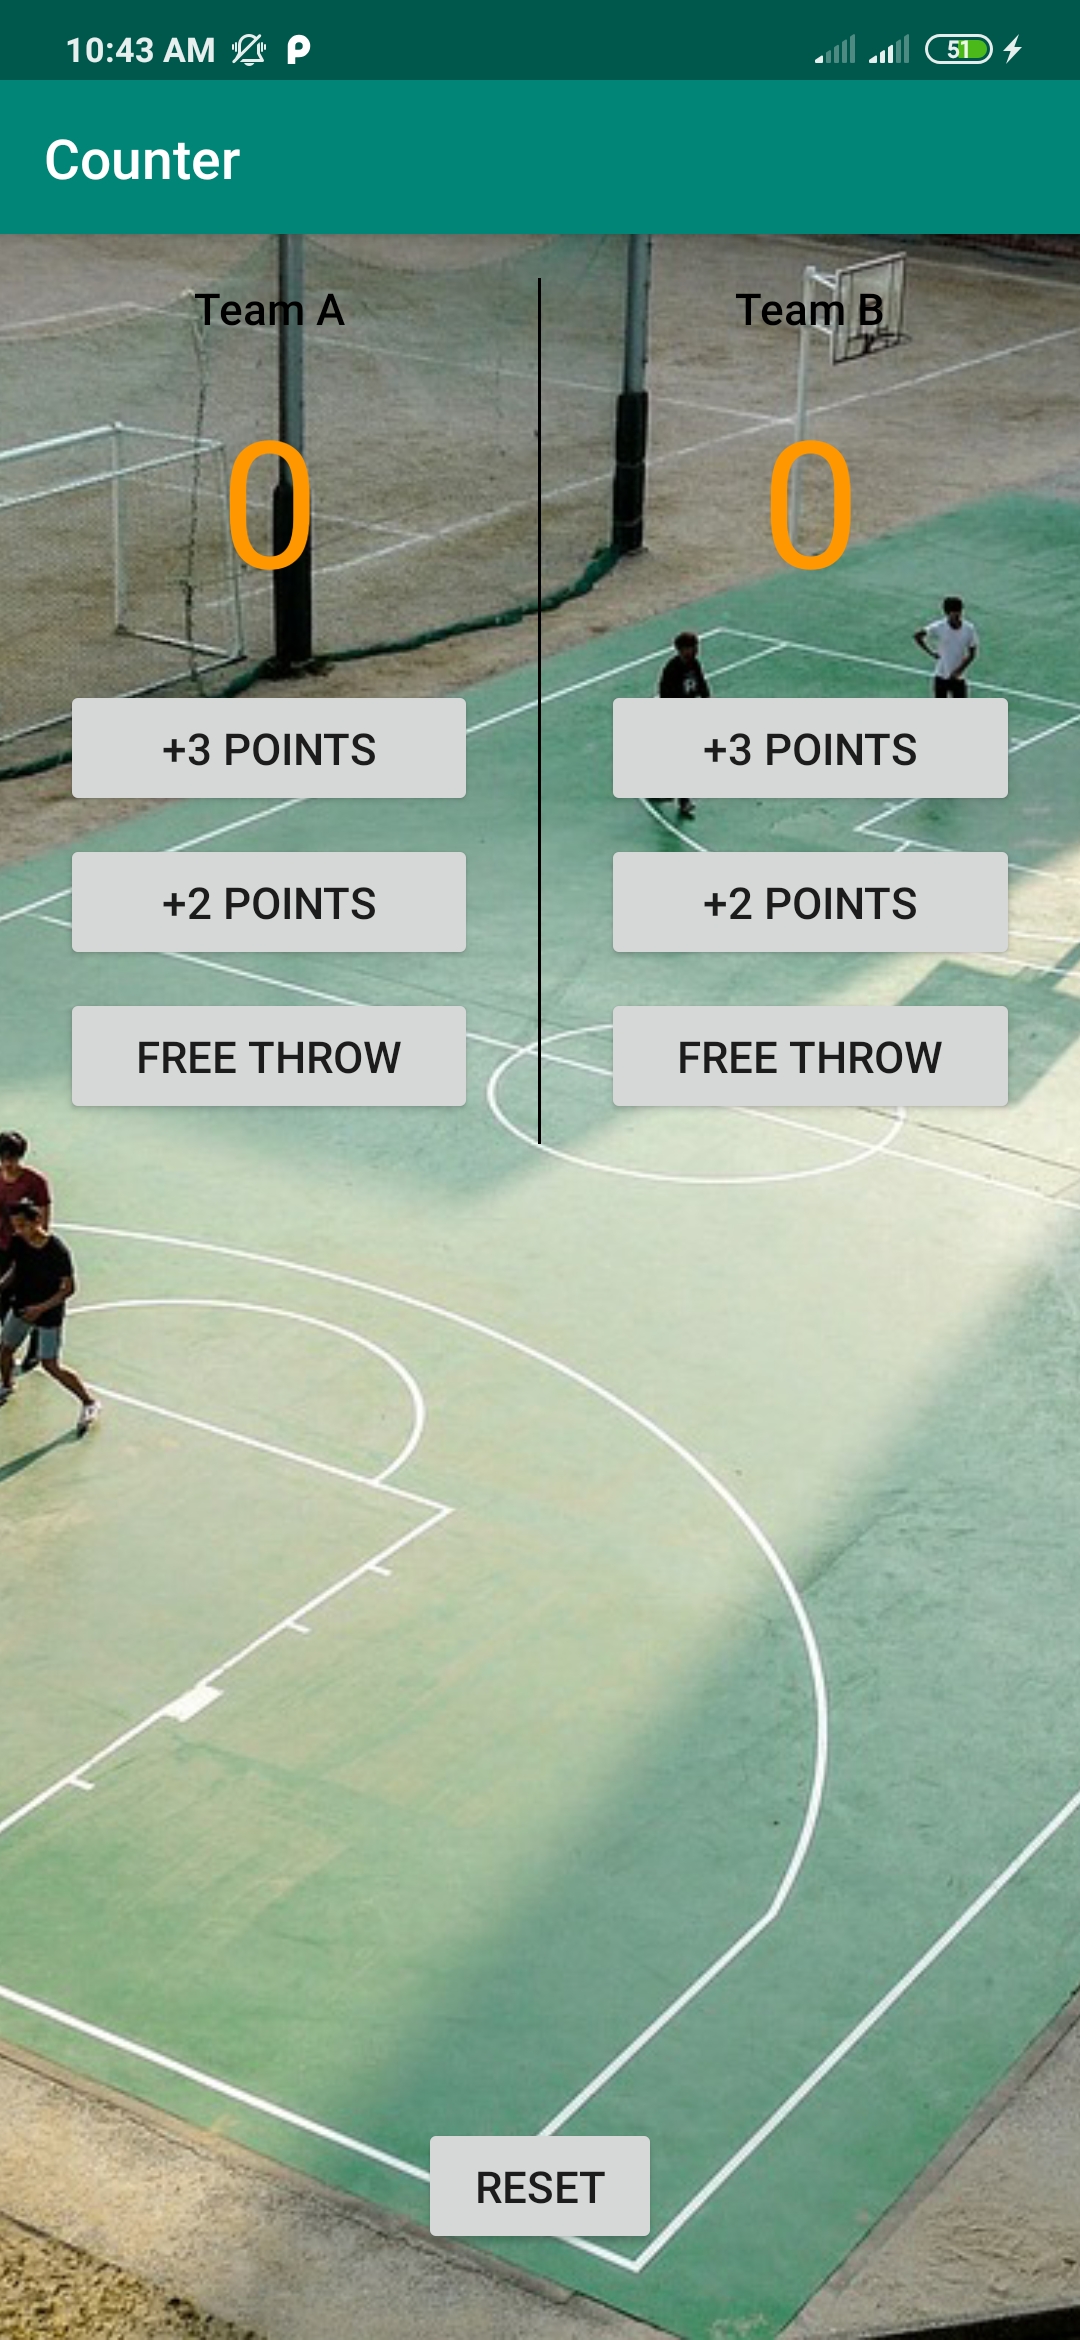 10:43 AM
51
Counter
Team A
Team B
0
0
+3 POINTS
+3 POINTS
+2 POINTS
+2 POINTS
FREE THROW
FREE THROW
RESET